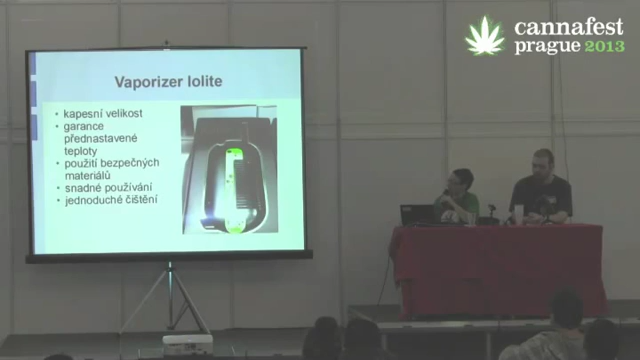 cannafest
prague 2013
Vaporizer Iolite
• kapesní velikost
• garance
přednastavené
teploty
• použití bezpečných
materiálů
• snadné používání
• jednoduché čištění